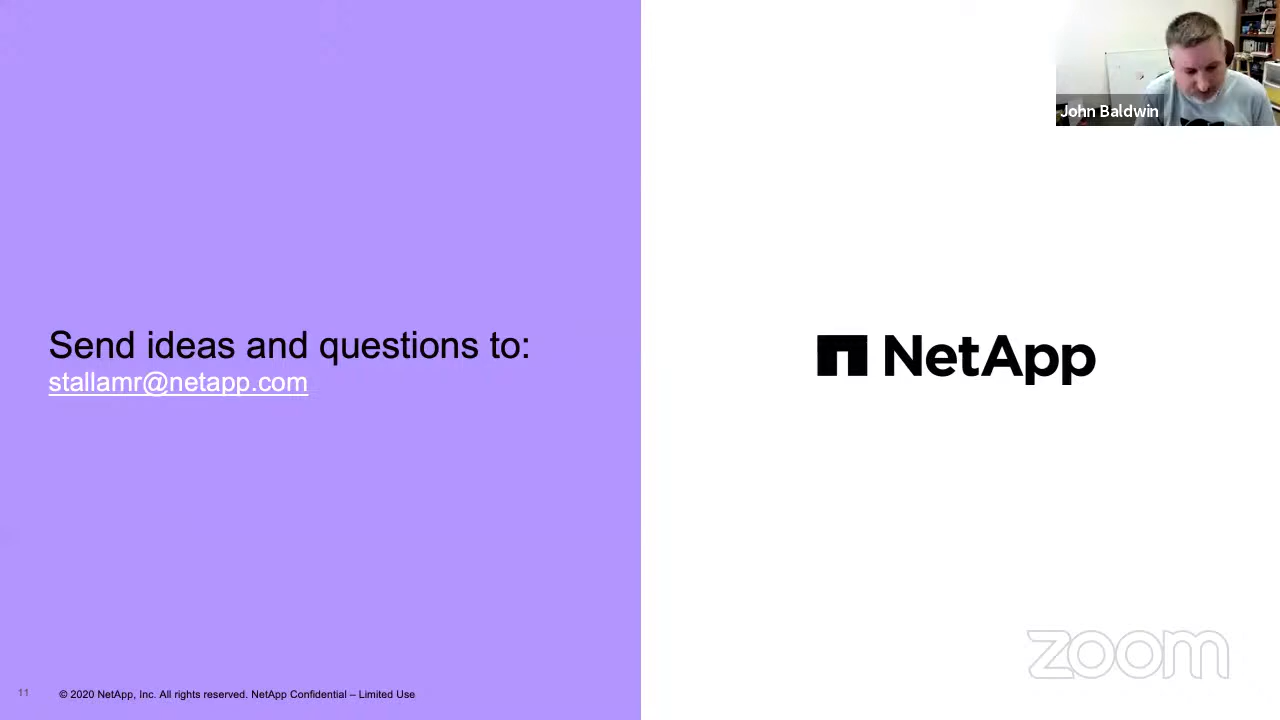 John Baldwin
Send ideas and questions to:
stallamr@netapp.com
NetApp
zoom
11
© 2020 NetApp, Inc. All rights reserved. NetApp Confidential – Limited Use